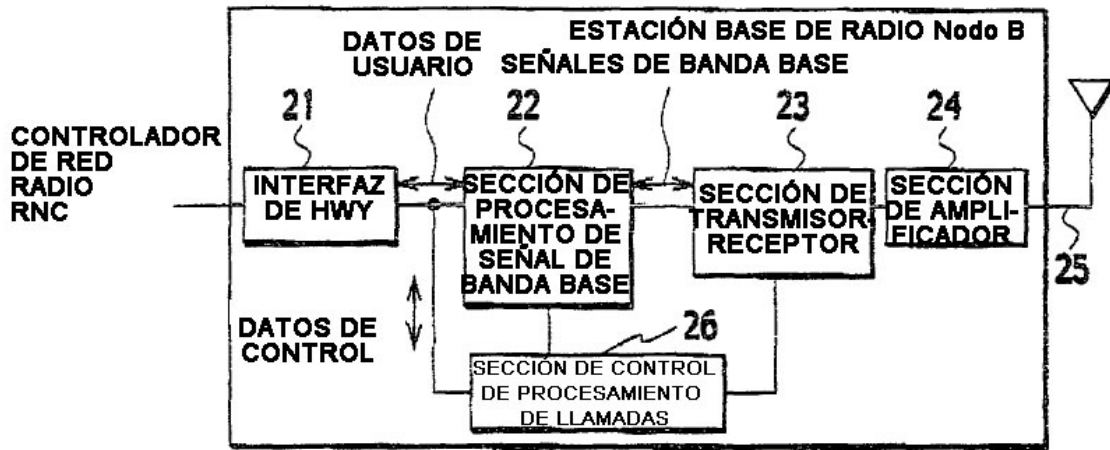 ESTACIÓN BASE DE RADIO Nodo B
DATOS DE
USUARIO
SEÑALES DE BANDA BASE
21
22
23
24
CONTROLADOR
DE RED
RADIO
RNC
INTERFAZ
DE HWY
SECCIÓN DE
PROCESA-
MIENTO DE
SEÑAL DE
BANDA BASE
SECCIÓN DE
TRANSMISOR-
RECEPTOR
SECCIÓN
DE AMPLI-
FICADOR
25
DATOS DE
CONTROL
26
SECCIÓN DE CONTROL
DE PROCESAMIENTO
DE LLAMADAS